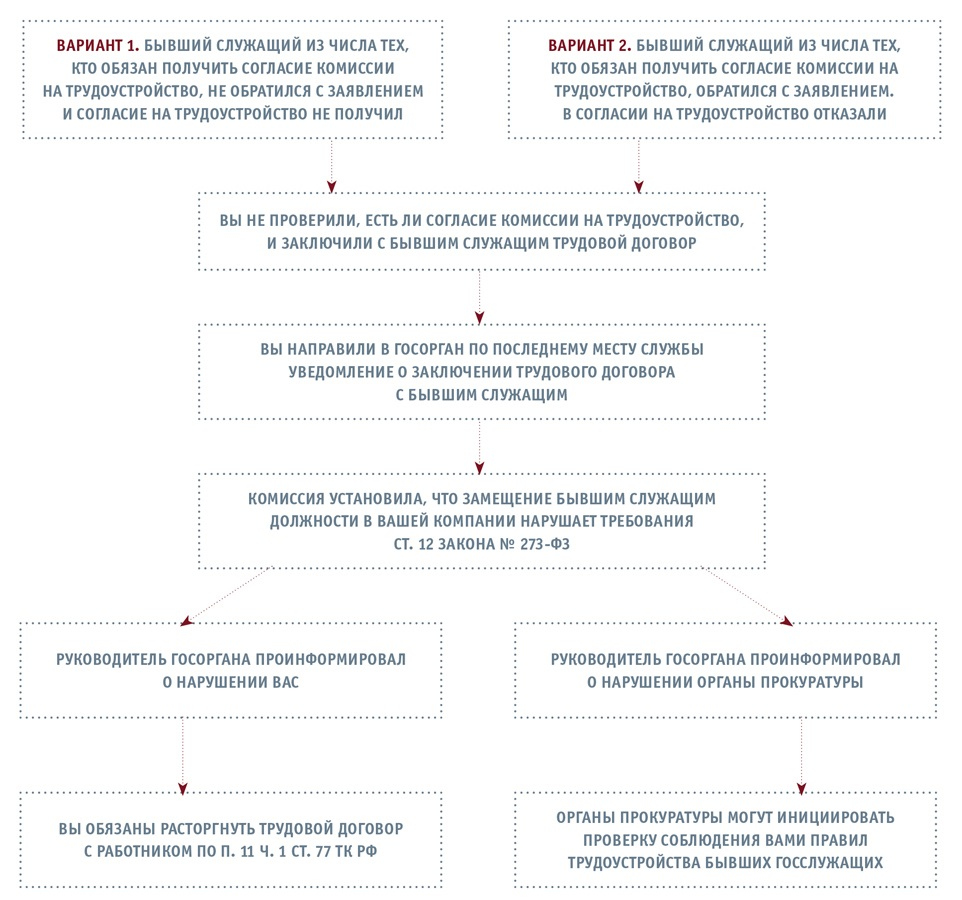 ВАРИАНТ 1. БЫВШИЙ СЛУЖАЩИЙ ИЗ ЧИСЛА ТЕХ,
КТО ОБЯЗАН ПОЛУЧИТЬ СОГЛАСИЕ КОМИССИИ
НА ТРУДОУСТРОЙСТВО, НЕ ОБРАТИЛСЯ С ЗАЯВЛЕНИЕМ
И СОГЛАСИЕ НА ТРУДОУСТРОЙСТВО НЕ ПОЛУЧИЛ
ВАРИАНТ 2. БЫВШИЙ СЛУЖАЩИЙ ИЗ ЧИСЛА ТЕХ,
КТО ОБЯЗАН ПОЛУЧИТЬ СОГЛАСИЕ КОМИССИИ НА
ТРУДОУСТРОЙСТВО, ОБРАТИЛСЯ С ЗАЯВЛЕНИЕМ.
В СОГЛАСИИ НА ТРУДОУСТРОЙСТВО ОТКАЗАЛИ
ВЫ НЕ ПРОВЕРИЛИ, ЕСТЬ ЛИ СОГЛАСИЕ КОМИССИИ НА ТРУДОУСТРОЙСТВО,
И ЗАКЛЮЧИЛИ С БЫВШИМ СЛУЖАЩИМ ТРУДОВОЙ ДОГОВОР
ВЫ НАПРАВИЛИ В ГОСОРГАН ПО ПОСЛЕДНЕМУ МЕСТУ СЛУЖБЫ
УВЕДОМЛЕНИЕ О ЗАКЛЮЧЕНИИ ТРУДОВОГО ДОГОВОРА
С БЫВШИМ СЛУЖАЩИМ
КОМИССИЯ УСТАНОВИЛА, ЧТО ЗАМЕЩЕНИЕ БЫВШИМ СЛУЖАЩИМ
ДОЛЖНОСТИ В ВАШЕЙ КОМПАНИИ НАРУШАЕТ ТРЕБОВАНИЯ
СТ. 12 ЗАКОНА № 273-ФЗ
РУКОВОДИТЕЛЬ ГОСОРГАНА ПРОИНФОРМИРОВАЛ
О НАРУШЕНИИ ВАС
РУКОВОДИТЕЛЬ ГОСОРГАНА ПРОИНФОРМИРОВАЛ
О НАРУШЕНИИ ОРГАНЫ ПРОКУРАТУРЫ
ВЫ ОБЯЗАНЫ РАСТОРГНУТЬ ТРУДОВОЙ ДОГОВОР
С РАБОТНИКОМ ПО П. 11 Ч. 1 СТ. 77 ТК РФ
ОРГАНЫ ПРОКУРАТУРЫ МОГУТ ИНИЦИИРОВАТЬ
ПРОВЕРКУ СОБЛЮДЕНИЯ ВАМИ ПРАВИЛ
ТРУДОУСТРОЙСТВА БЫВШИХ ГОССЛУЖАЩИХ